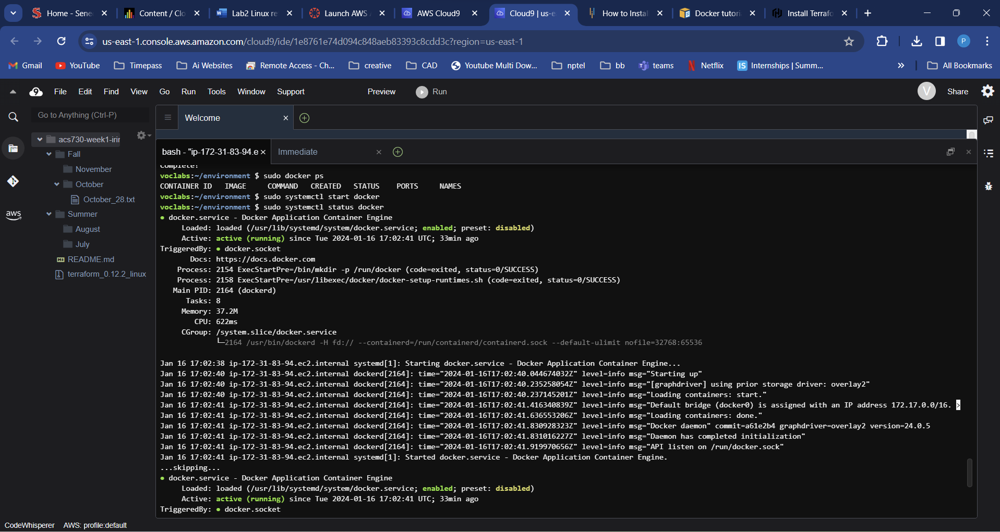 Home - Sene
Content / Clo
Lab2 Linux re
Launch AWS
AWS Cloud9
Cloud9 | us-e
How to Instal
Docker tutori
Install Terrafo
us-east-1.console.aws.amazon.com/cloud9/ide/1e8761e74d094c848aeb83393c8cdd3c?region=us-east-1
P
Gmail
YouTube
Timepass
Ai Websites
Remote Access - Ch...
creative
CAD
Youtube Multi Dow...
nptel
bb
teams
Netflix
IS
Internships | Summ...
All Bookmarks
9
File
Edit
Find
View
Go
Run
Tools
Window
Support
Preview
Run
V
Share
Go to Anything (Ctrl-P)
Welcome
acs730-week1-irir
Fall
November
October
October_28.txt
Summer
August
July
README.md
terraform_0.12.2_linux
aws
bash - "ip-172-31-83-94.e
Immediate
Complete!
voclabs:~/environment $ sudo docker ps
CONTAINER ID   IMAGE     COMMAND   CREATED   STATUS    PORTS     NAMES
voclabs:~/environment $ sudo systemctl start docker
voclabs:~/environment $ sudo systemctl status docker
● docker.service - Docker Application Container Engine
Loaded: loaded (/usr/lib/systemd/system/docker.service; enabled; preset: disabled)
Active: active (running) since Tue 2024-01-16 17:02:41 UTC; 33min ago
TriggeredBy: ● docker.socket
Docs: https://docs.docker.com
Process: 2154 ExecStartPre=/bin/mkdir -p /run/docker (code=exited, status=0/SUCCESS)
Process: 2158 ExecStartPre=/usr/libexec/docker/docker-setup-runtimes.sh (code=exited, status=0/SUCCESS)
Main PID: 2164 (dockerd)
Tasks: 8
Memory: 37.2M
CPU: 622ms
CGroup: /system.slice/docker.service
└─2164 /usr/bin/dockerd -H fd:// --containerd=/run/containerd/containerd.sock --default-ulimit nofile=32768:65536
Jan 16 17:02:38 ip-172-31-83-94.ec2.internal systemd[1]: Starting docker.service - Docker Application Container Engine...
Jan 16 17:02:40 ip-172-31-83-94.ec2.internal dockerd[2164]: time="2024-01-16T17:02:40.044674032Z" level=info msg="Starting up"
Jan 16 17:02:40 ip-172-31-83-94.ec2.internal dockerd[2164]: time="2024-01-16T17:02:40.235258054Z" level=info msg="[graphdriver] using prior storage driver: overlay2"
Jan 16 17:02:40 ip-172-31-83-94.ec2.internal dockerd[2164]: time="2024-01-16T17:02:40.237145201Z" level=info msg="Loading containers: start."
Jan 16 17:02:41 ip-172-31-83-94.ec2.internal dockerd[2164]: time="2024-01-16T17:02:41.416340839Z" level=info msg="Default bridge (docker0) is assigned with an IP address 172.17.0.0/16. >
Jan 16 17:02:41 ip-172-31-83-94.ec2.internal dockerd[2164]: time="2024-01-16T17:02:41.636553206Z" level=info msg="Loading containers: done."
Jan 16 17:02:41 ip-172-31-83-94.ec2.internal dockerd[2164]: time="2024-01-16T17:02:41.830928323Z" level=info msg="Docker daemon" commit=a61e2b4 graphdriver=overlay2 version=24.0.5
Jan 16 17:02:41 ip-172-31-83-94.ec2.internal dockerd[2164]: time="2024-01-16T17:02:41.831016227Z" level=info msg="Daemon has completed initialization"
Jan 16 17:02:41 ip-172-31-83-94.ec2.internal dockerd[2164]: time="2024-01-16T17:02:41.919970656Z" level=info msg="API listen on /run/docker.sock"
Jan 16 17:02:41 ip-172-31-83-94.ec2.internal systemd[1]: Started docker.service - Docker Application Container Engine.
...skipping...
● docker.service - Docker Application Container Engine
Loaded: loaded (/usr/lib/systemd/system/docker.service; enabled; preset: disabled)
Active: active (running) since Tue 2024-01-16 17:02:41 UTC; 33min ago
TriggeredBy: ● docker.socket
CodeWhisperer
AWS: profile:default